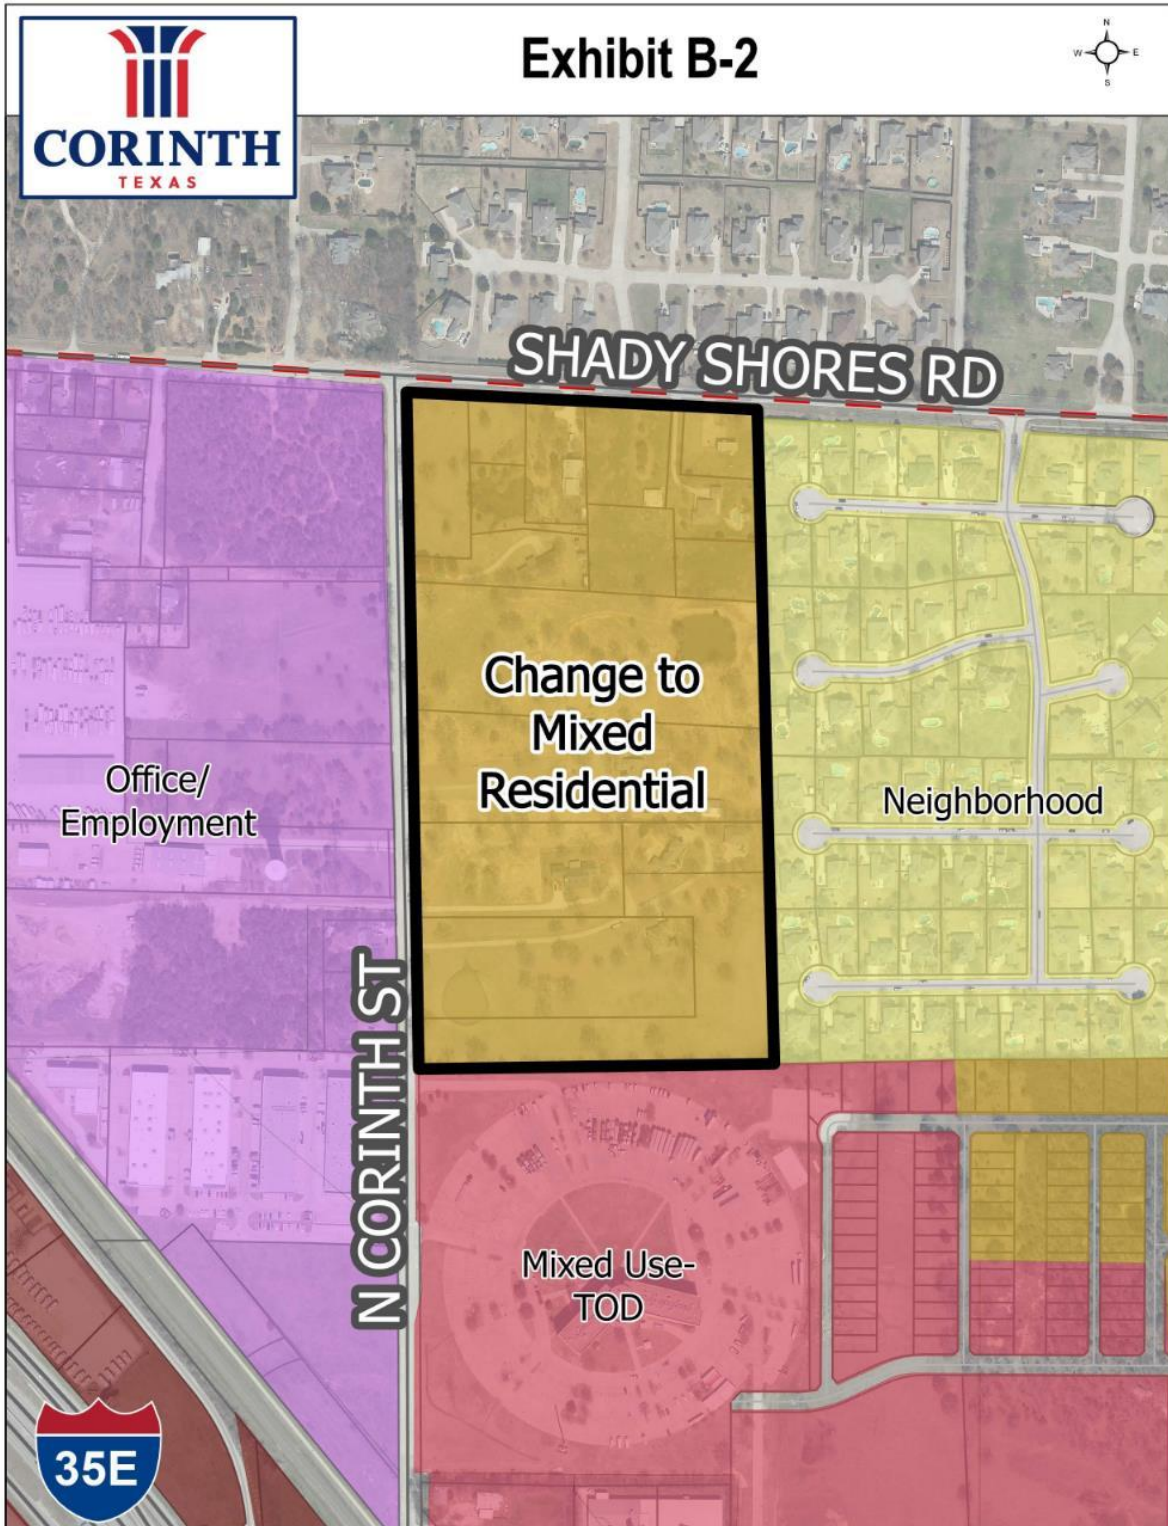 CORINTH
TEXAS
Exhibit B-2
N
W E
S
SHADY SHORES RD
Change to
Mixed
Residential
Office/
Employment
Neighborhood
N CORINTH ST
Mixed Use-
TOD
35E